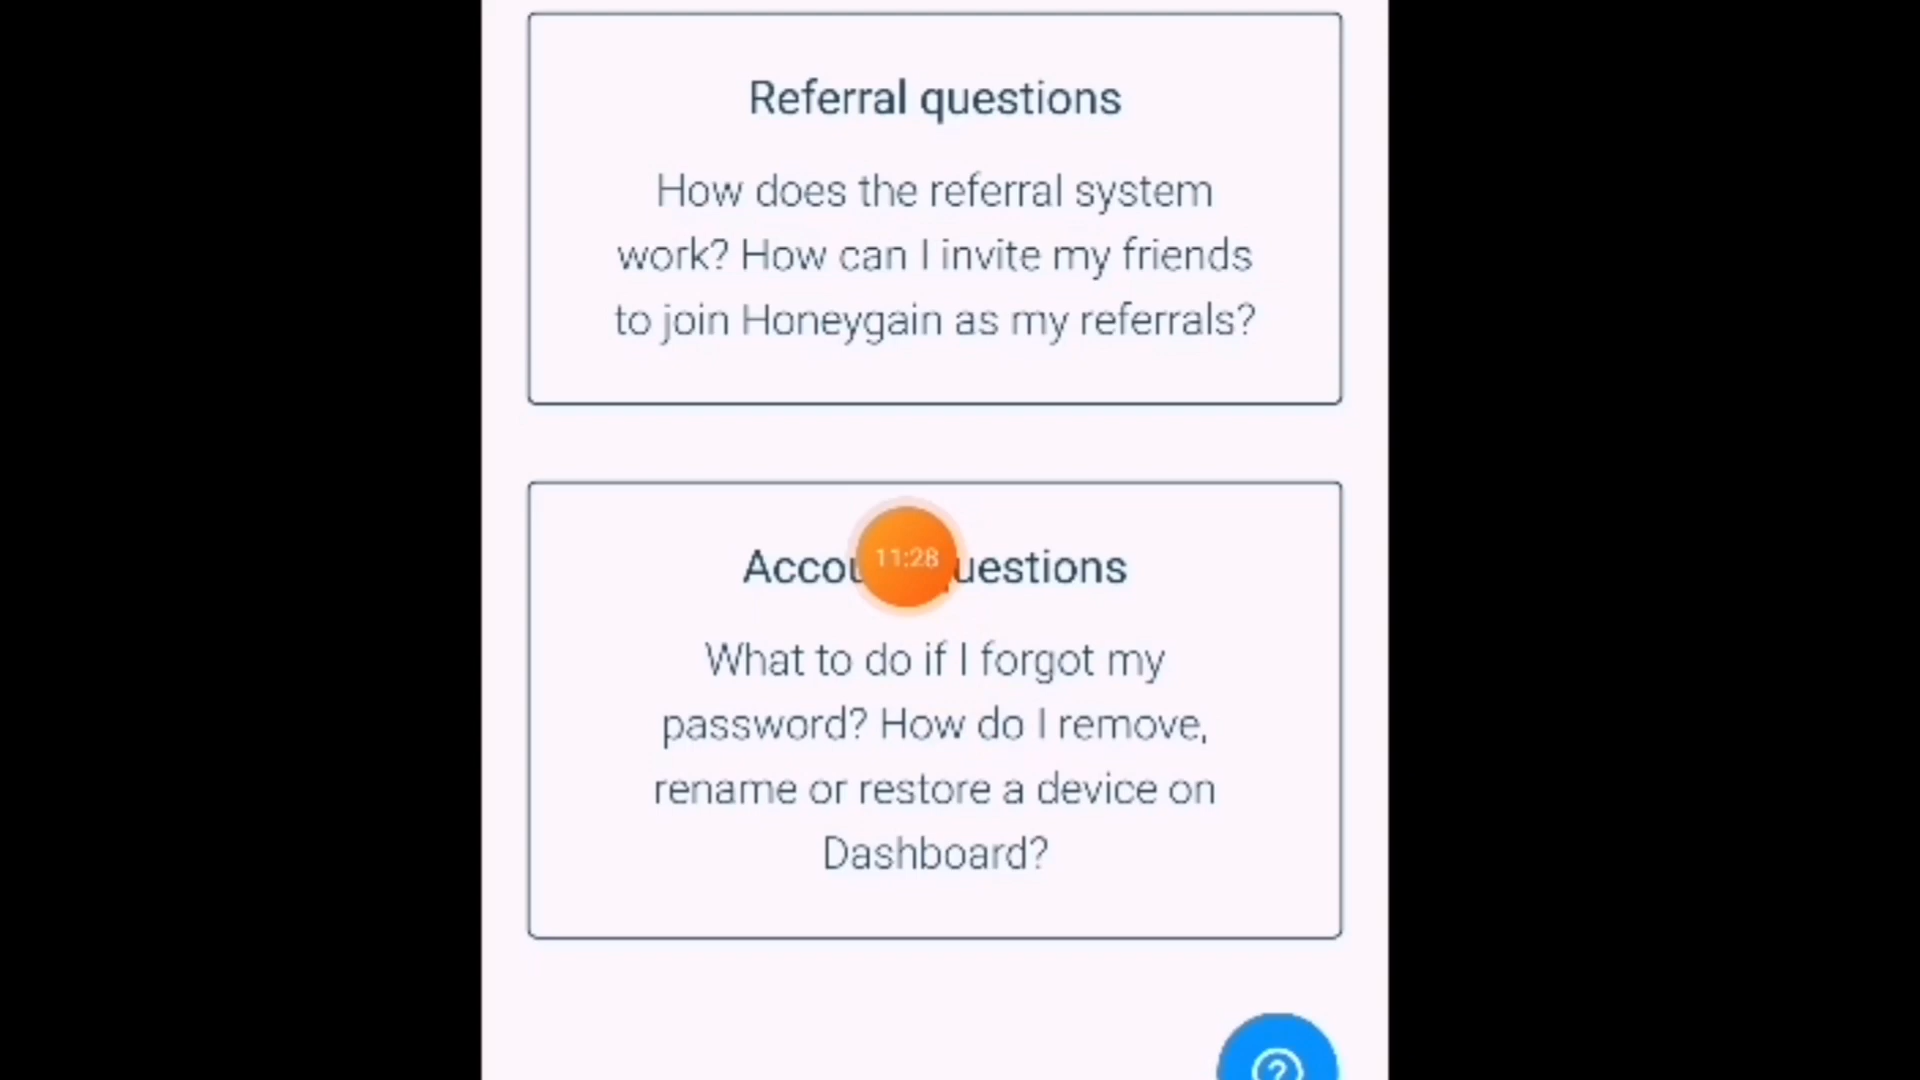 Referral questions
How does the referral system
work? How can I invite my friends
to join Honeygain as my referrals?
11:28
uestions
What to do if I forgot my
password? How do I remove,
rename or restore a device on
Dashboard?
?